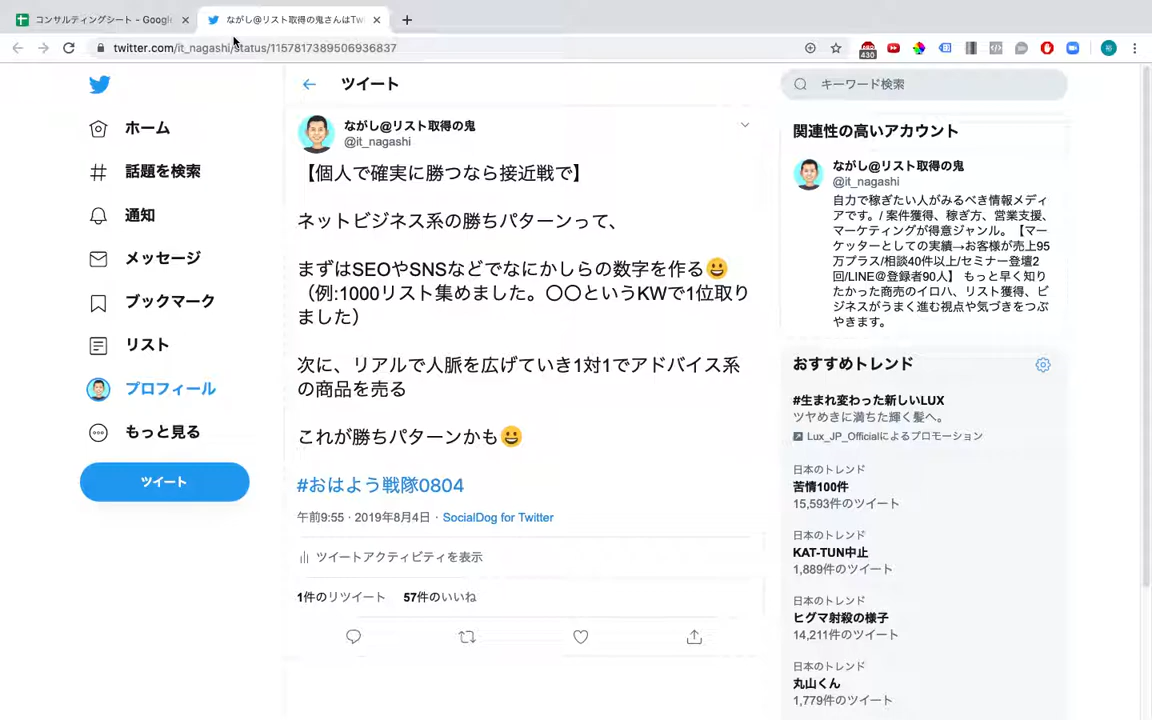 コンサルティングシート - Google
ながし@リスト取得の鬼さんはTw
twitter.com/it_nagashi/status/1157817389506936837
430
裕
ホーム
話題を検索
通知
メッセージ
ブックマーク
リスト
プロフィール
もっと見る
ツイート
ツイート
ながし@リスト取得の鬼
@it_nagashi
【個人で確実に勝つなら接近戦で】
ネットビジネス系の勝ちパターンって、
まずはSEOやSNSなどでなにかしらの数字を作る😀
（例:1000リスト集めました。〇〇というKWで1位取り
ました）
次に、リアルで人脈を広げていき1対1でアドバイス系
の商品を売る
これが勝ちパターンかも😀
#おはよう戦隊0804
午前9:55 · 2019年8月4日 · SocialDog for Twitter
ツイートアクティビティを表示
1件のリツイート 57件のいいね
キーワード検索
関連性の高いアカウント
ながし@リスト取得の鬼
@it_nagashi
自力で稼ぎたい人がみるべき情報メディ
アです。/ 案件獲得、稼ぎ方、営業支援、
マーケティングが得意ジャンル。【マー
ケッターとしての実績→お客様が売上95
万プラス/相談40件以上/セミナー登壇2
回/LINE@登録者90人】 もっと早く知り
たかった商売のイロハ、リスト獲得、ビ
ジネスがうまく進む視点や気づきをつぶ
やきます。
おすすめトレンド
#生まれ変わった新しいLUX
ツヤめきに満ちた輝く髪へ。
Lux_JP_Officialによるプロモーション
日本のトレンド
苦情100件
15,593件のツイート
日本のトレンド
KAT-TUN中止
1,889件のツイート
日本のトレンド
ヒグマ射殺の様子
14,211件のツイート
日本のトレンド
丸山くん
1,779件のツイート